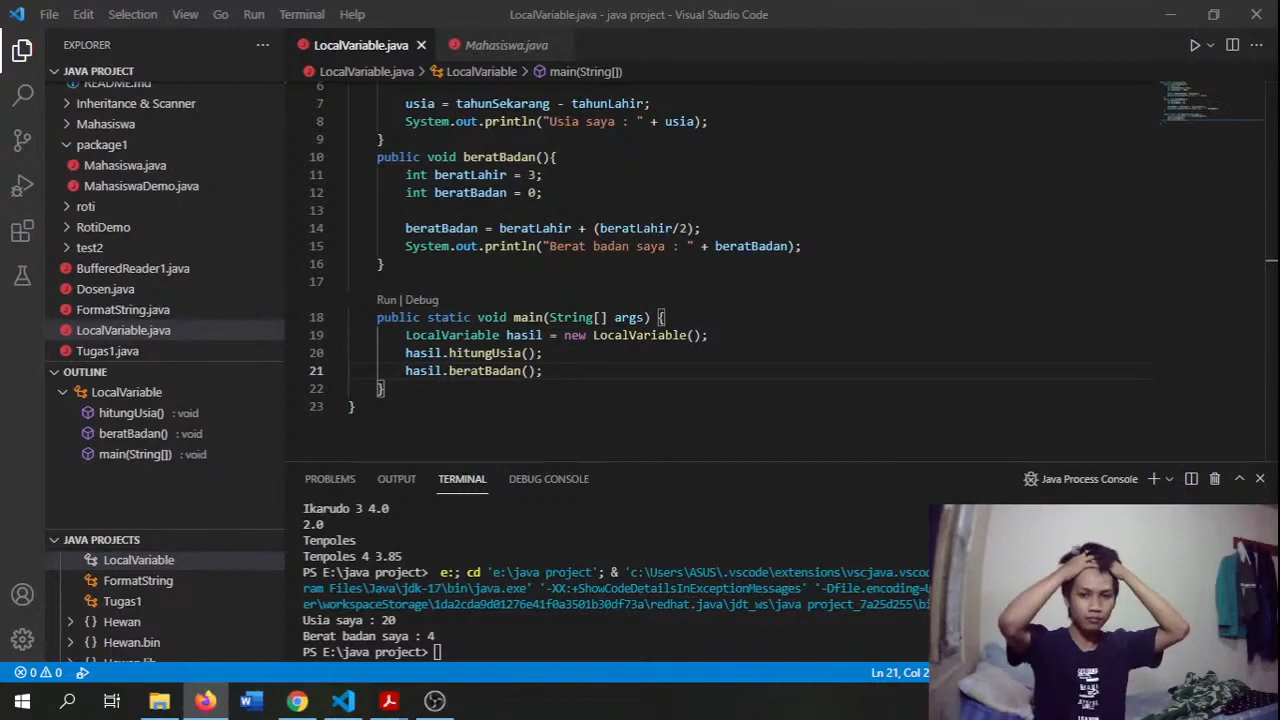 File Edit Selection View Go Run Terminal Help
LocalVariable.java - java project - Visual Studio Code
EXPLORER
JAVA PROJECT
README.md
Inheritance & Scanner
Mahasiswa
package1
Mahasiswa.java
MahasiswaDemo.java
roti
RotiDemo
test2
BufferedReader1.java
Dosen.java
FormatString.java
LocalVariable.java
Tugas1.java
OUTLINE
LocalVariable
hitungUsia() : void
beratBadan() : void
main(String[]) : void
JAVA PROJECTS
LocalVariable
FormatString
Tugas1
{} Hewan
{} Hewan.bin
{} Hewan.lib
LocalVariable.java
Mahasiswa.java
LocalVariable.java > LocalVariable > main(String[])
6
7 usia = tahunSekarang - tahunLahir;
8 System.out.println("Usia saya : " + usia);
9 }
10 public void beratBadan(){
11 int beratLahir = 3;
12 int beratBadan = 0;
13
14 beratBadan = beratLahir + (beratLahir/2);
15 System.out.println("Berat badan saya : " + beratBadan);
16 }
17
Run | Debug
18 public static void main(String[] args) {
19 LocalVariable hasil = new LocalVariable();
20 hasil.hitungUsia();
21 hasil.beratBadan();
22 }
23 }
PROBLEMS OUTPUT TERMINAL DEBUG CONSOLE
Java Process Console
Ikarudo 3 4.0
2.0
Tenpoles
Tenpoles 4 3.85
PS E:\java project> e:; cd 'e:\java project'; & 'c:\Users\ASUS\.vscode\extensions\vscjava.vscod
ram Files\Java\jdk-17\bin\java.exe' '-XX:+ShowCodeDetailsInExceptionMessages' '-Dfile.encoding=
er\workspaceStorage\1da2cda9d01276e41f0a3501b30df73a\redhat.java\jdt_ws\java project_7a25d255\bi
Usia saya : 20
Berat badan saya : 4
PS E:\java project>
0 0
Ln 21, Col 2